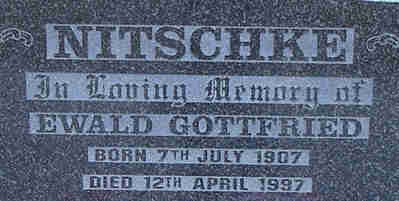 NITSCHKE
In Loving Memory of
EWALD GOTTFRIED
BORN 7TH JULY 1907
DIED 12TH APRIL 1997